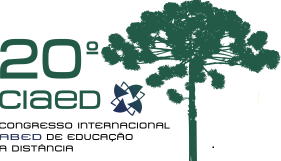 20º
CIAED
CONGRESSO INTERNACIONAL
ABED DE EDUCAÇÃO
A DISTÂNCIA